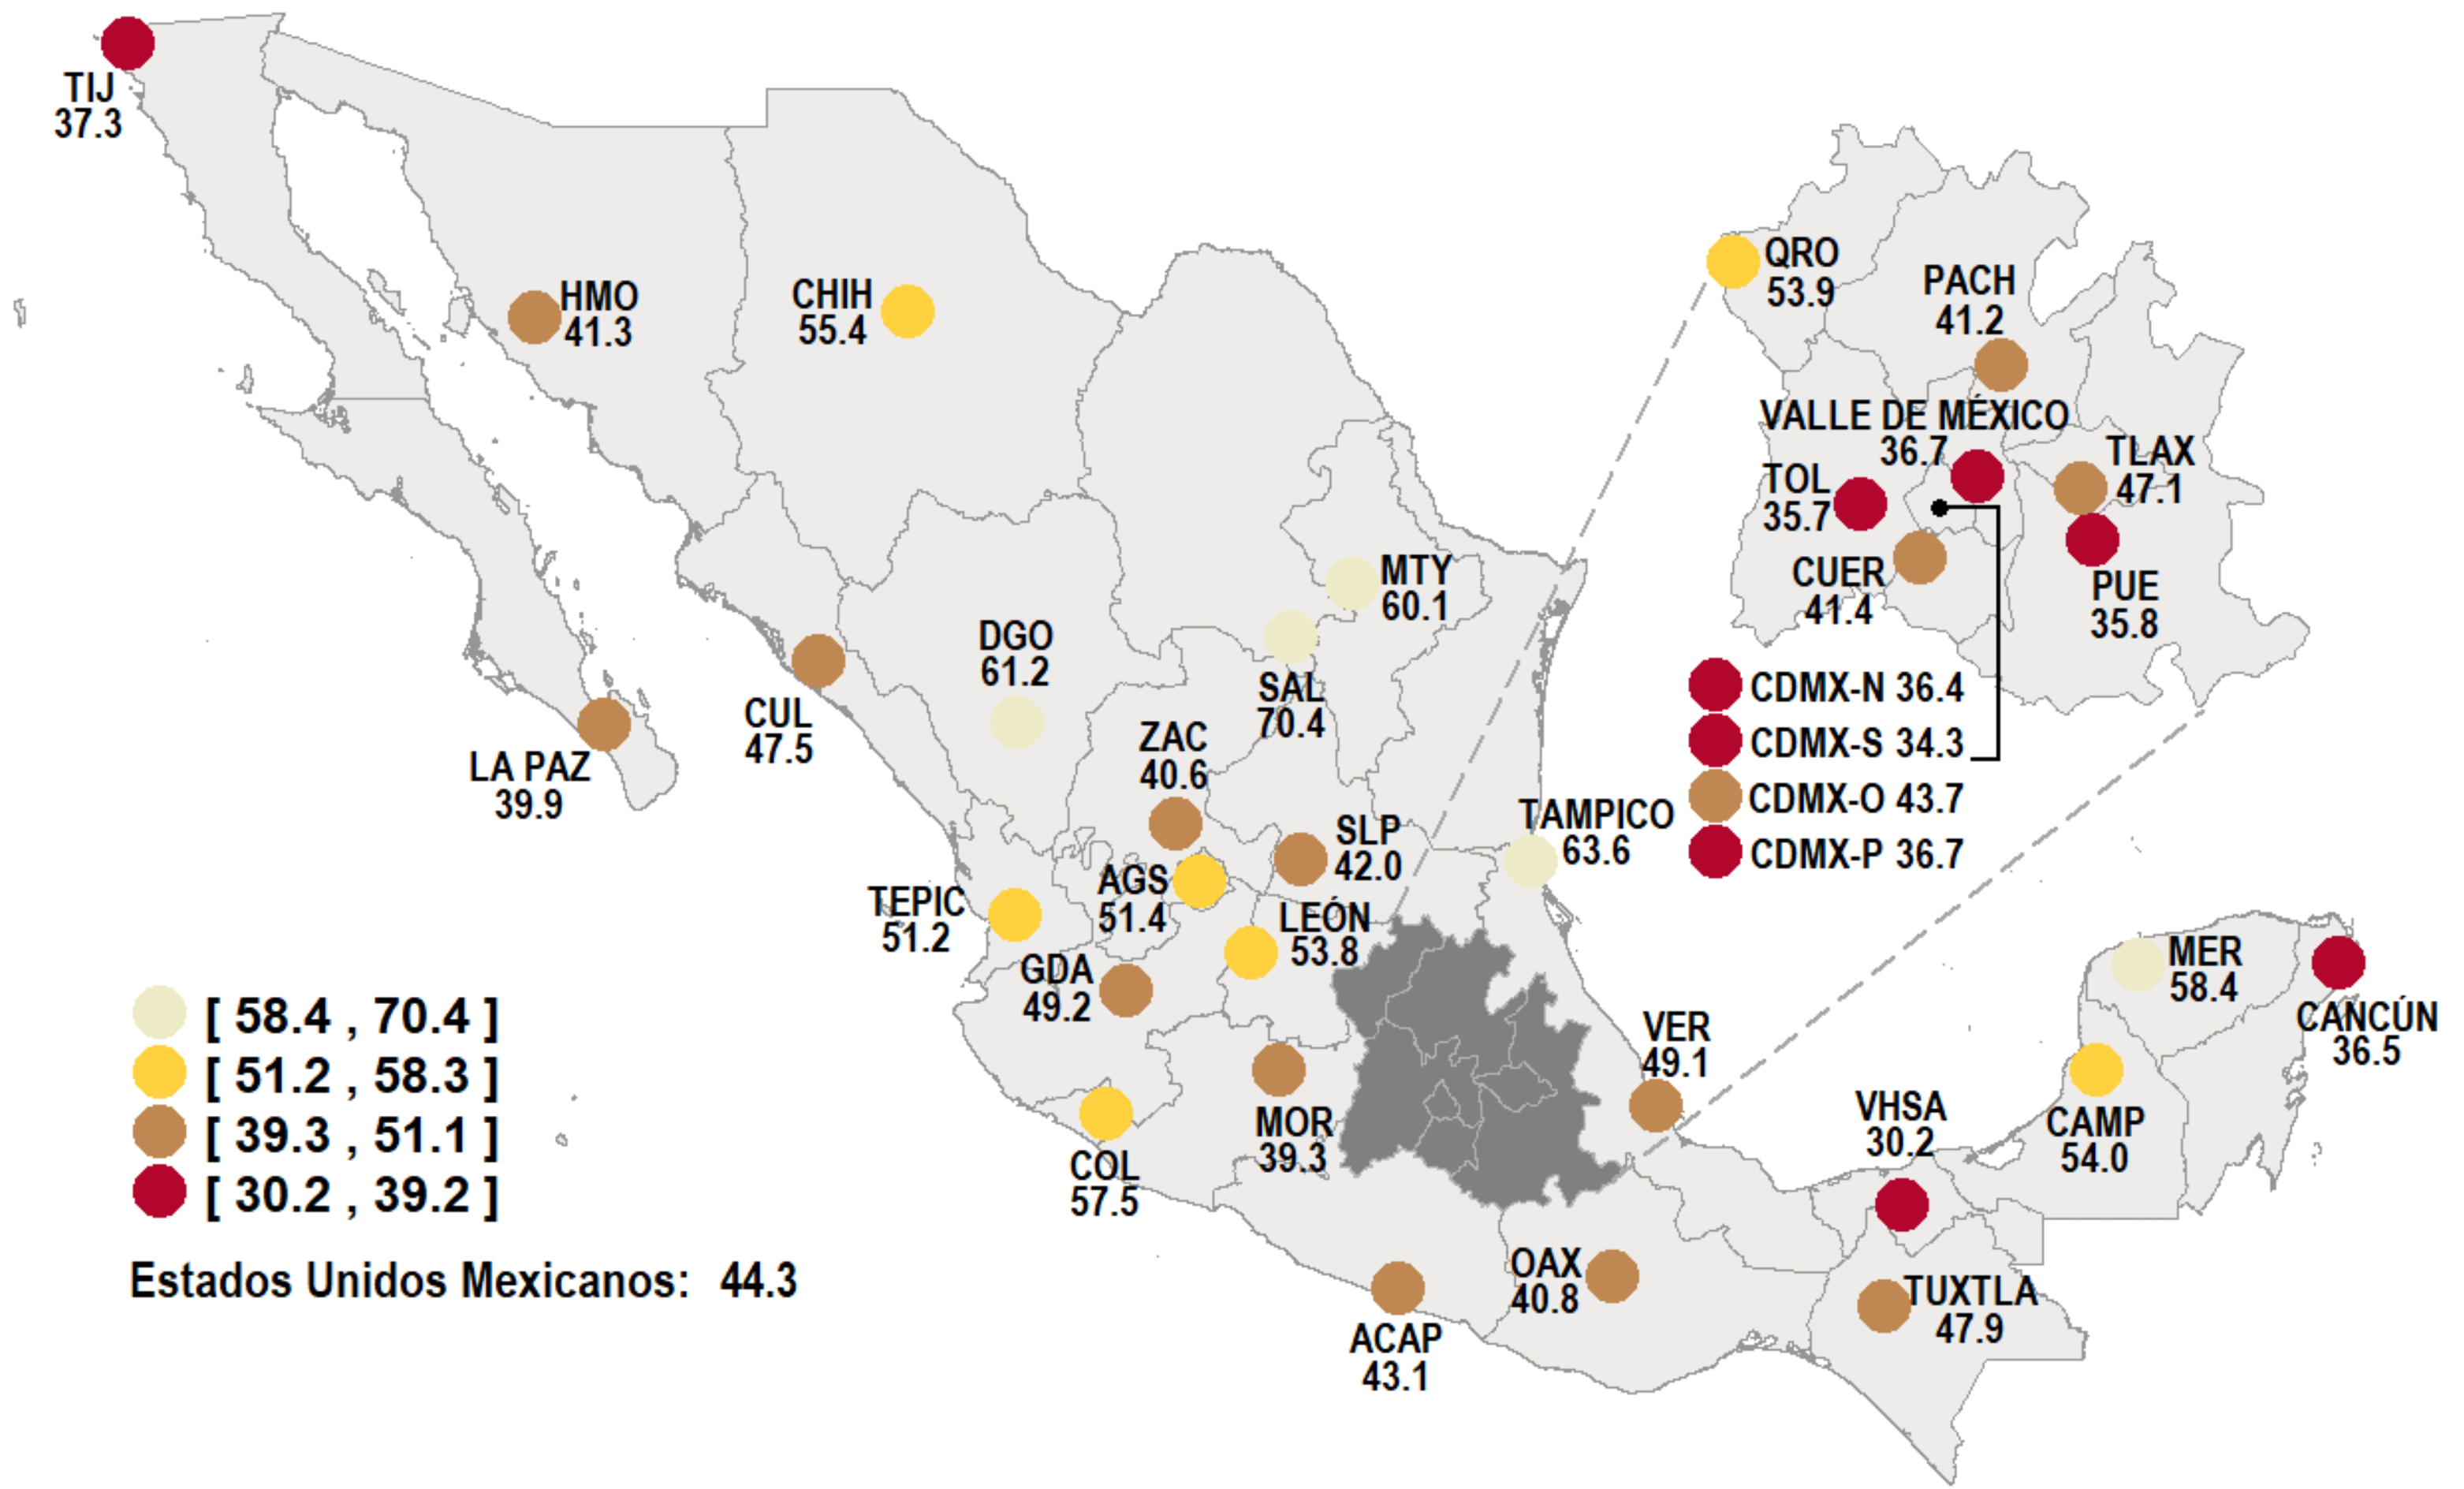 TIJ
37.3
HMO
41.3
CHIH
55.4
QRO
53.9
PACH
41.2
VALLE DE MÉXICO
36.7
TOL
35.7
TLAX
47.1
CUER
41.4
PUE
35.8
CDMX-N 36.4
CDMX-S 34.3
CDMX-O 43.7
CDMX-P 36.7
MTY
60.1
DGO
61.2
SAL
70.4
CUL
47.5
LA PAZ
39.9
ZAC
40.6
SLP
42.0
TAMPICO
63.6
AGS
51.4
TEPIC
51.2
LEÓN
53.8
GDA
49.2
MER
58.4
CANCÚN
36.5
VER
49.1
MOR
39.3
COL
57.5
VHSA
30.2
CAMP
54.0
OAX
40.8
TUXTLA
47.9
ACAP
43.1
[ 58.4 , 70.4 ]
[ 51.2 , 58.3 ]
[ 39.3 , 51.1 ]
[ 30.2 , 39.2 ]
Estados Unidos Mexicanos: 44.3